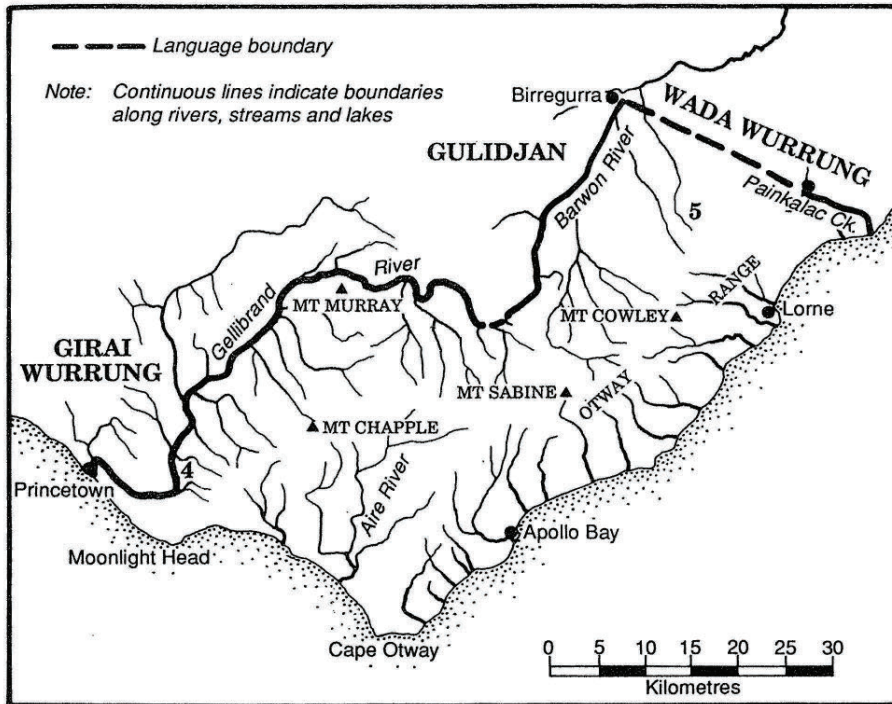 Language boundary
Note: Continuous lines indicate boundaries
along rivers, streams and lakes
Birregurra
WADA WURRUNG
GULIDJAN
Barwon River
Painkalac Ck.
5
Gellibrand River
MT MURRAY
RANGE
MT COWLEY
Lorne
GIRAI
WURRUNG
MT SABINE
OTWAY
MT CHAPPLE
4
Princetown
Aire River
Apollo Bay
Moonlight Head
Cape Otway
0 5 10 15 20 25 30
Kilometres